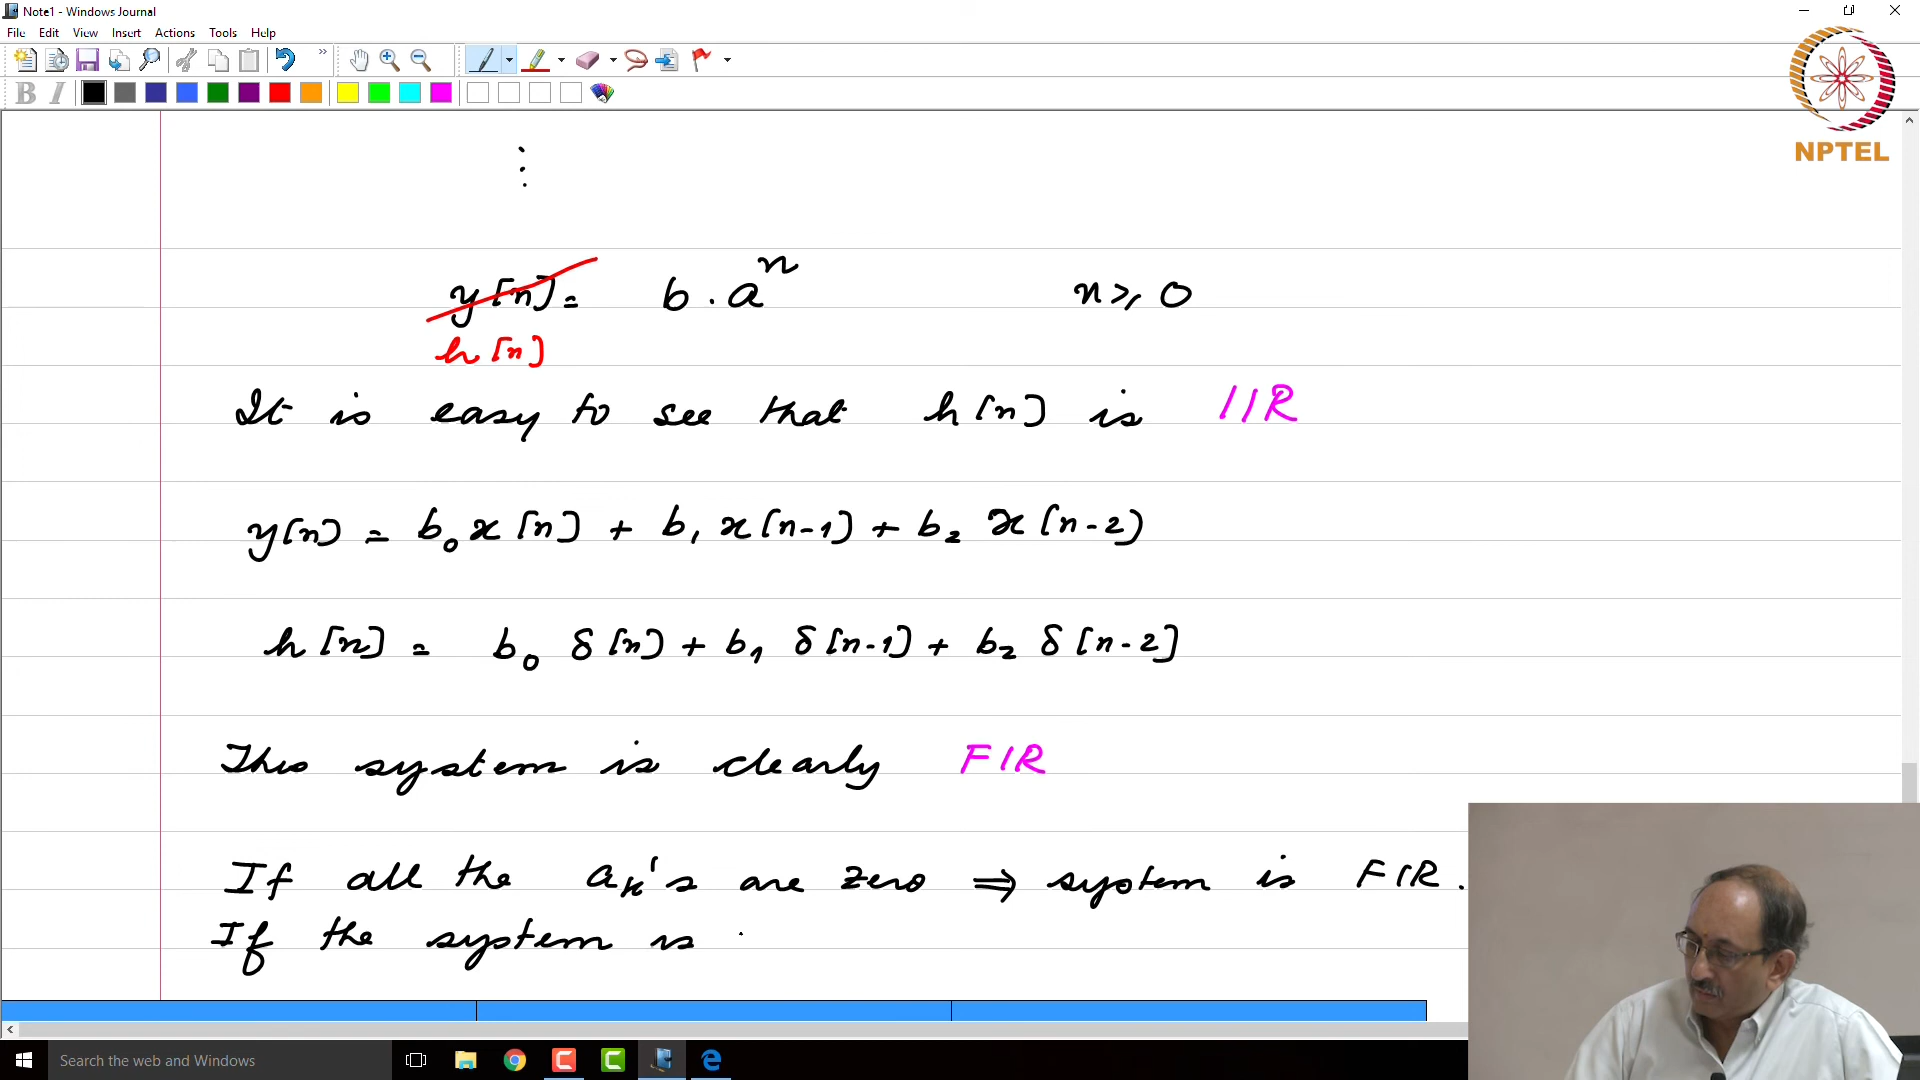 Note1 - Windows Journal
File Edit View Insert Actions Tools Help
B I
NPTEL
⋮
y[n] = b . a^n n ≥ 0
h[n]
It is easy to see that h[n] is IIR
y[n] = b₀ x[n] + b₁ x[n-1] + b₂ x[n-2]
h[n] = b₀ δ[n] + b₁ δ[n-1] + b₂ δ[n-2]
This system is clearly FIR
If all the aₖ's are zero ⇒ system is FIR.
If the system is
Search the web and Windows